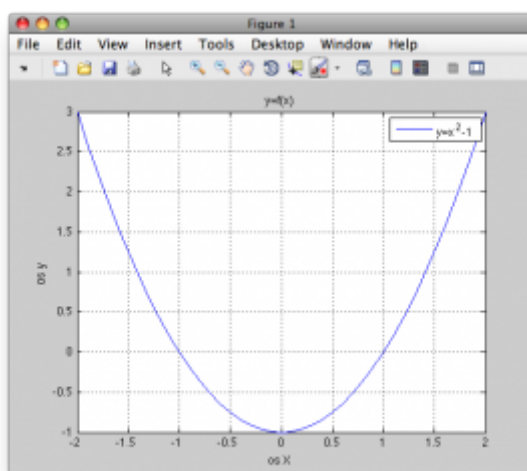 Figure 1
File Edit View Insert Tools Desktop Window Help
y=f(x)
y=x²-1
3
2.5
2
1.5
1
0.5
0
-0.5
-1
os y
-2 -1.5 -1 -0.5 0 0.5 1 1.5 2
os X